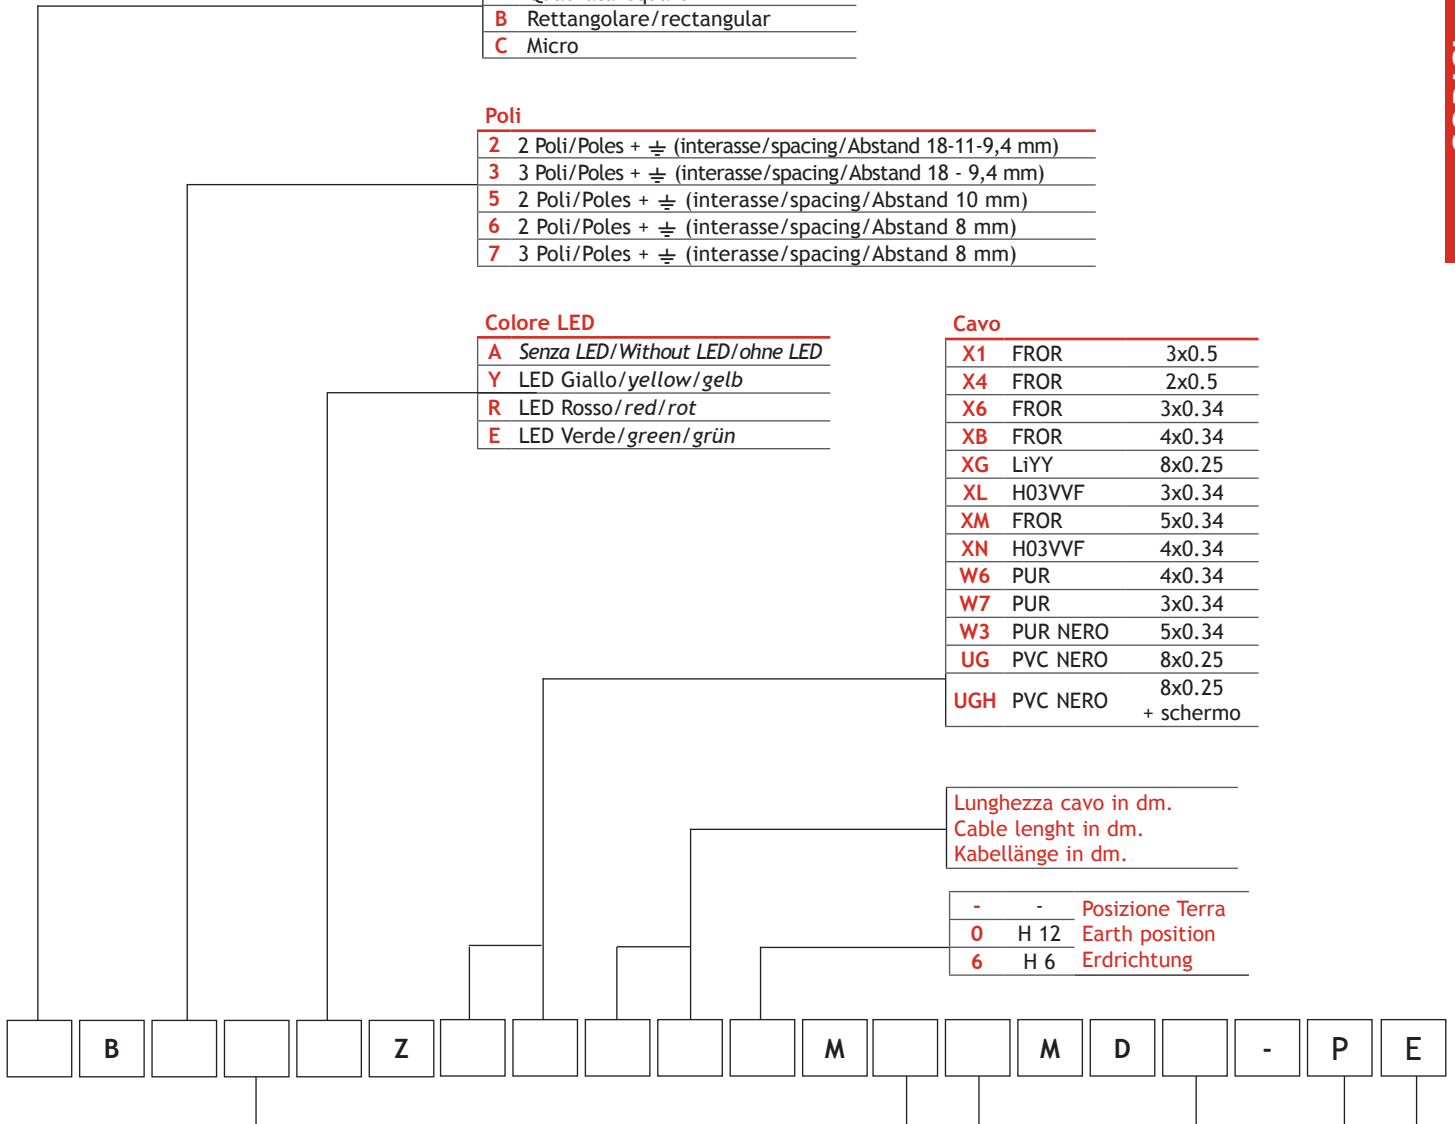 B Rettangolare/rectangular
C Micro
Poli
2 2 Poli/Poles + ⏚ (interasse/spacing/Abstand 18-11-9,4 mm)
3 3 Poli/Poles + ⏚ (interasse/spacing/Abstand 18 - 9,4 mm)
5 2 Poli/Poles + ⏚ (interasse/spacing/Abstand 10 mm)
6 2 Poli/Poles + ⏚ (interasse/spacing/Abstand 8 mm)
7 3 Poli/Poles + ⏚ (interasse/spacing/Abstand 8 mm)
Colore LED
A Senza LED/Without LED/ohne LED
Y LED Giallo/yellow/gelb
R LED Rosso/red/rot
E LED Verde/green/grün
Cavo
X1 FROR 3x0.5
X4 FROR 2x0.5
X6 FROR 3x0.34
XB FROR 4x0.34
XG LiYY 8x0.25
XL H03VVF 3x0.34
XM FROR 5x0.34
XN H03VVF 4x0.34
W6 PUR 4x0.34
W7 PUR 3x0.34
W3 PUR NERO 5x0.34
UG PVC NERO 8x0.25
UGH PVC NERO 8x0.25
+ schermo
Lunghezza cavo in dm.
Cable lenght in dm.
Kabellänge in dm.
- - Posizione Terra
0 H 12 Earth position
6 H 6 Erdrichtung
B Z M M D - P E